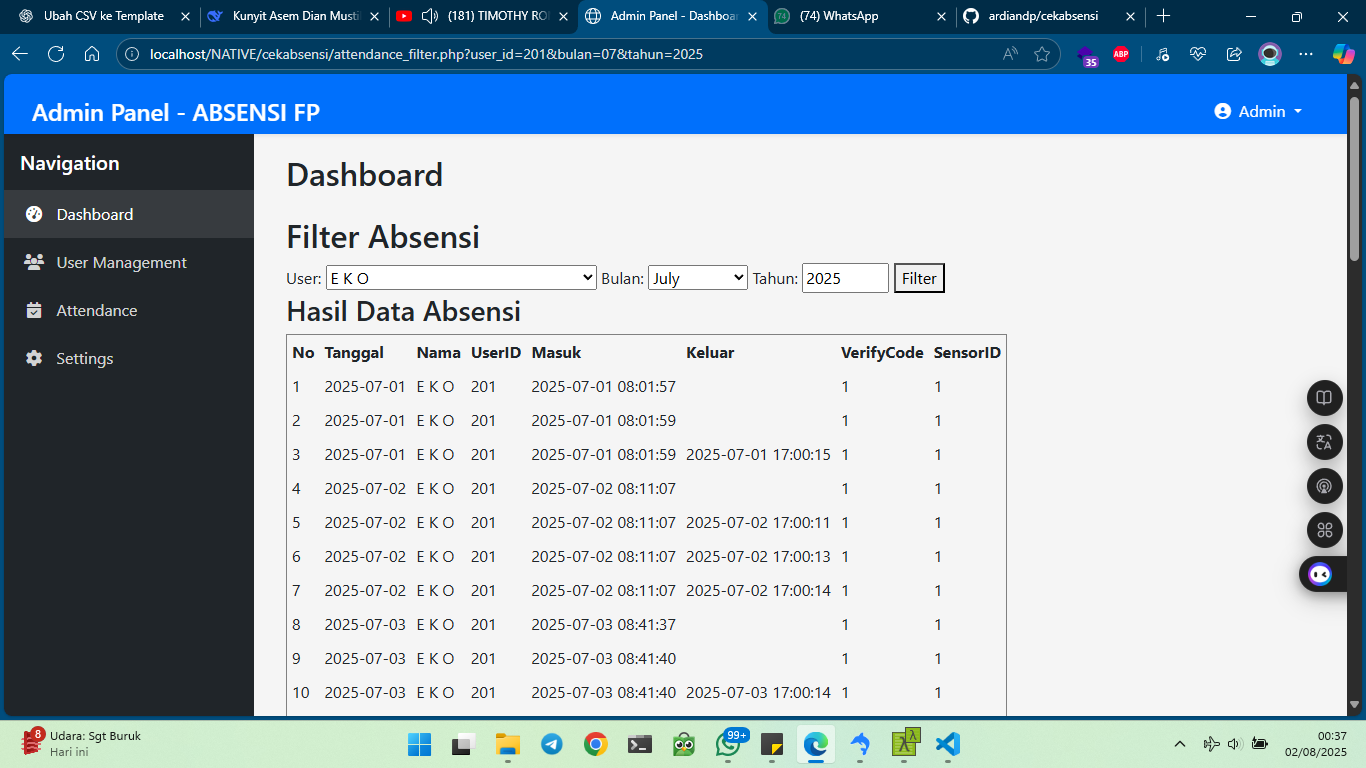 Ubah CSV ke Template
Kunyit Asem Dian Musti
(181) TIMOTHY RO
Admin Panel - Dashboar
(74) WhatsApp
ardiandp/cekabsensi
localhost/NATIVE/cekabsensi/attendance_filter.php?user_id=201&bulan=07&tahun=2025
35
ABP
Admin Panel - ABSENSI FP
Admin
Navigation
Dashboard
User Management
Attendance
Settings
Dashboard
Filter Absensi
User: E K O Bulan: July Tahun: 2025 Filter
Hasil Data Absensi
No Tanggal Nama UserID Masuk Keluar VerifyCode SensorID
1 2025-07-01 E K O 201 2025-07-01 08:01:57 1 1
2 2025-07-01 E K O 201 2025-07-01 08:01:59 1 1
3 2025-07-01 E K O 201 2025-07-01 08:01:59 2025-07-01 17:00:15 1 1
4 2025-07-02 E K O 201 2025-07-02 08:11:07 1 1
5 2025-07-02 E K O 201 2025-07-02 08:11:07 2025-07-02 17:00:11 1 1
6 2025-07-02 E K O 201 2025-07-02 08:11:07 2025-07-02 17:00:13 1 1
7 2025-07-02 E K O 201 2025-07-02 08:11:07 2025-07-02 17:00:14 1 1
8 2025-07-03 E K O 201 2025-07-03 08:41:37 1 1
9 2025-07-03 E K O 201 2025-07-03 08:41:40 1 1
10 2025-07-03 E K O 201 2025-07-03 08:41:40 2025-07-03 17:00:14 1 1
8
Udara: Sgt Buruk
Hari ini
99+
00:37
02/08/2025